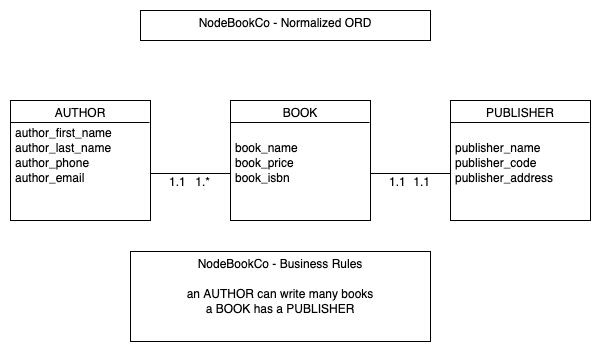 NodeBookCo - Normalized ORD
AUTHOR
author_first_name
author_last_name
author_phone
author_email
1.1 1.*
BOOK
book_name
book_price
book_isbn
1.1 1.1
PUBLISHER
publisher_name
publisher_code
publisher_address
NodeBookCo - Business Rules
an AUTHOR can write many books
a BOOK has a PUBLISHER